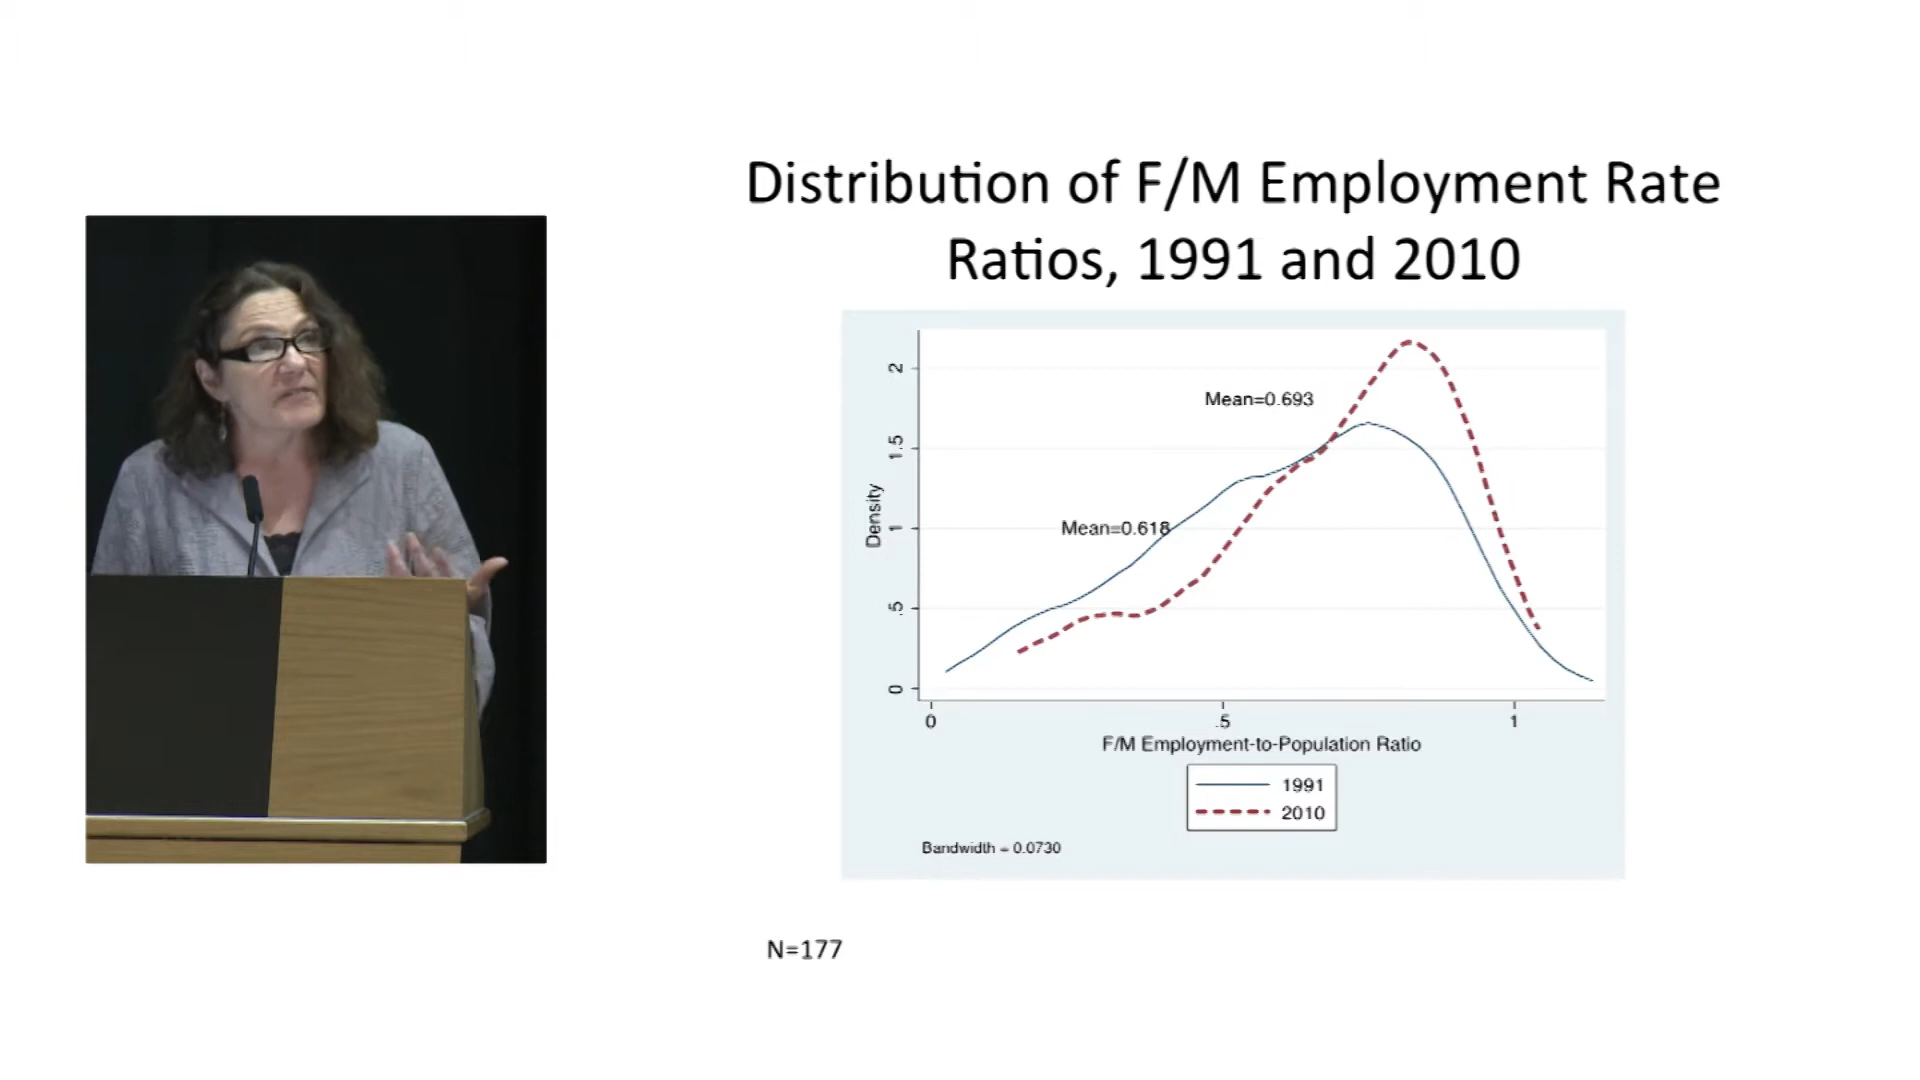 Distribution of F/M Employment Rate
Ratios, 1991 and 2010
2
1.5
1
.5
0
Density
Mean=0.693
Mean=0.618
0 .5 1
F/M Employment-to-Population Ratio
1991
2010
Bandwidth = 0.0730
N=177